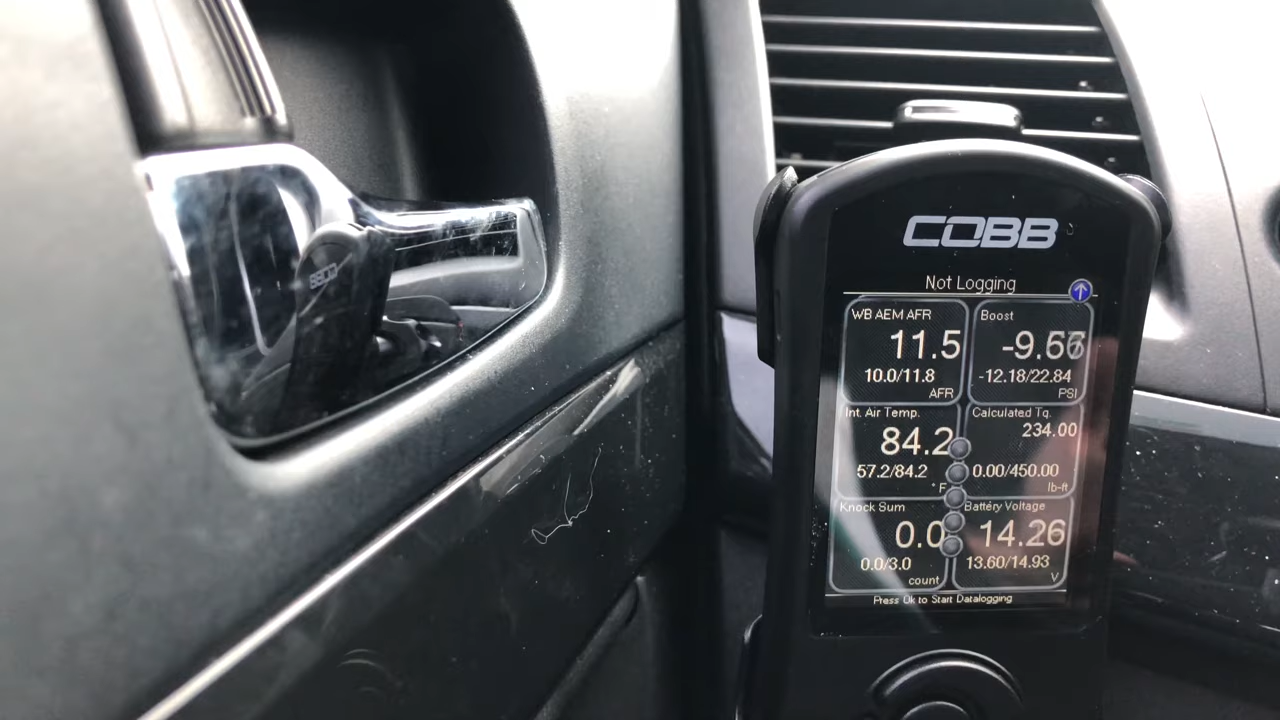 COBB
Not Logging
WB AEM AFR
11.5
10.0/11.8
AFR
Boost
-12.18/22.84
PSI
Int. Air Temp.
84.2
57.2/84.2
°F
Calculated Tq.
234.00
0.00/450.00
lb-ft
Knock Sum
0.0
0.0/3.0
count
Battery Voltage
14.26
13.60/14.93
V
Press Ok to Start Datalogging